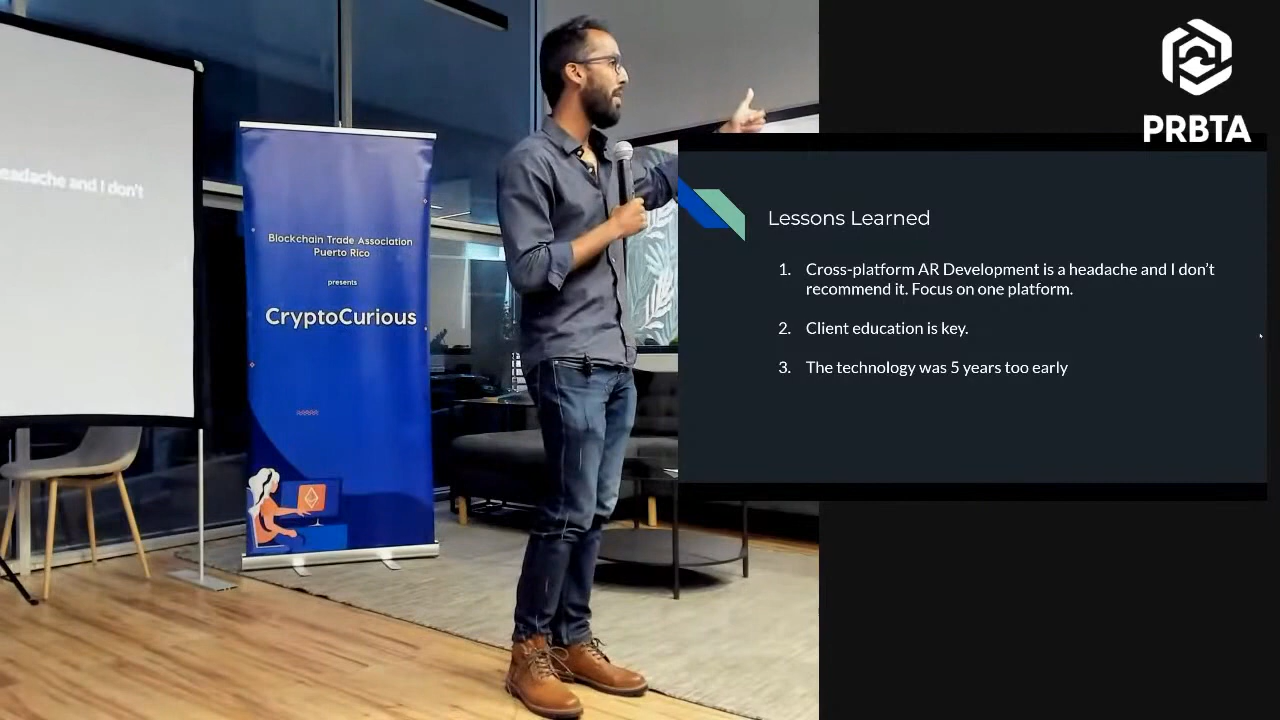 eadache and I don't
Blockchain Trade Association
Puerto Rico
presents
CryptoCurious
PRBTA
Lessons Learned
1. Cross-platform AR Development is a headache and I don't
recommend it. Focus on one platform.
2. Client education is key.
3. The technology was 5 years too early